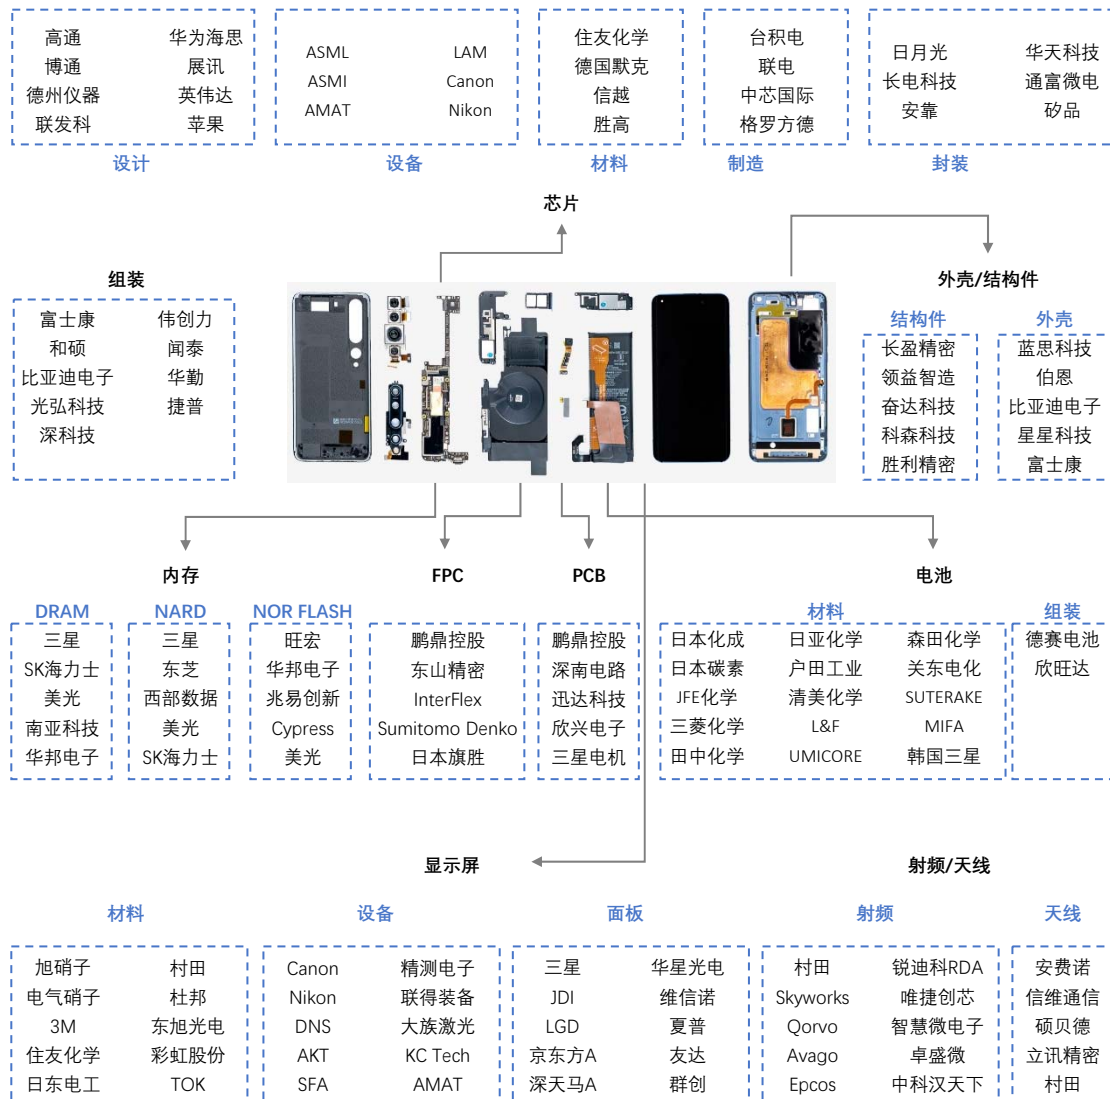 高通 华为海思
博通 展讯
德州仪器 英伟达
联发科 苹果
设计
ASML LAM
ASMI Canon
AMAT Nikon
设备
住友化学
德国默克
信越
胜高
材料
台积电
联电
中芯国际
格罗方德
制造
日月光 华天科技
长电科技 通富微电
安靠 矽品
封装
芯片
组装
富士康 伟创力
和硕 闻泰
比亚迪电子 华勤
光弘科技 捷普
深科技
外壳/结构件
结构件
长盈精密
领益智造
奋达科技
科森科技
胜利精密
外壳
蓝思科技
伯恩
比亚迪电子
星星科技
富士康
内存
DRAM
三星
SK海力士
美光
南亚科技
华邦电子
NARD
三星
东芝
西部数据
美光
SK海力士
NOR FLASH
旺宏
华邦电子
兆易创新
Cypress
美光
FPC
鹏鼎控股
东山精密
InterFlex
Sumitomo Denko
日本旗胜
PCB
鹏鼎控股
深南电路
迅达科技
欣兴电子
三星电机
电池
材料
日本化成 日亚化学 森田化学
日本碳素 户田工业 关东电化
JFE化学 清美化学 SUTERAKE
三菱化学 L&F MIFA
田中化学 UMICORE 韩国三星
组装
德赛电池
欣旺达
显示屏
材料
旭硝子 村田
电气硝子 杜邦
3M 东旭光电
住友化学 彩虹股份
日东电工 TOK
设备
Canon 精测电子
Nikon 联得装备
DNS 大族激光
AKT KC Tech
SFA AMAT
面板
三星 华星光电
JDI 维信诺
LGD 夏普
京东方A 友达
深天马A 群创
射频/天线
射频
村田 锐迪科RDA
Skyworks 唯捷创芯
Qorvo 智慧微电子
Avago 卓盛微
Epcos 中科汉天下
天线
安费诺
信维通信
硕贝德
立讯精密
村田